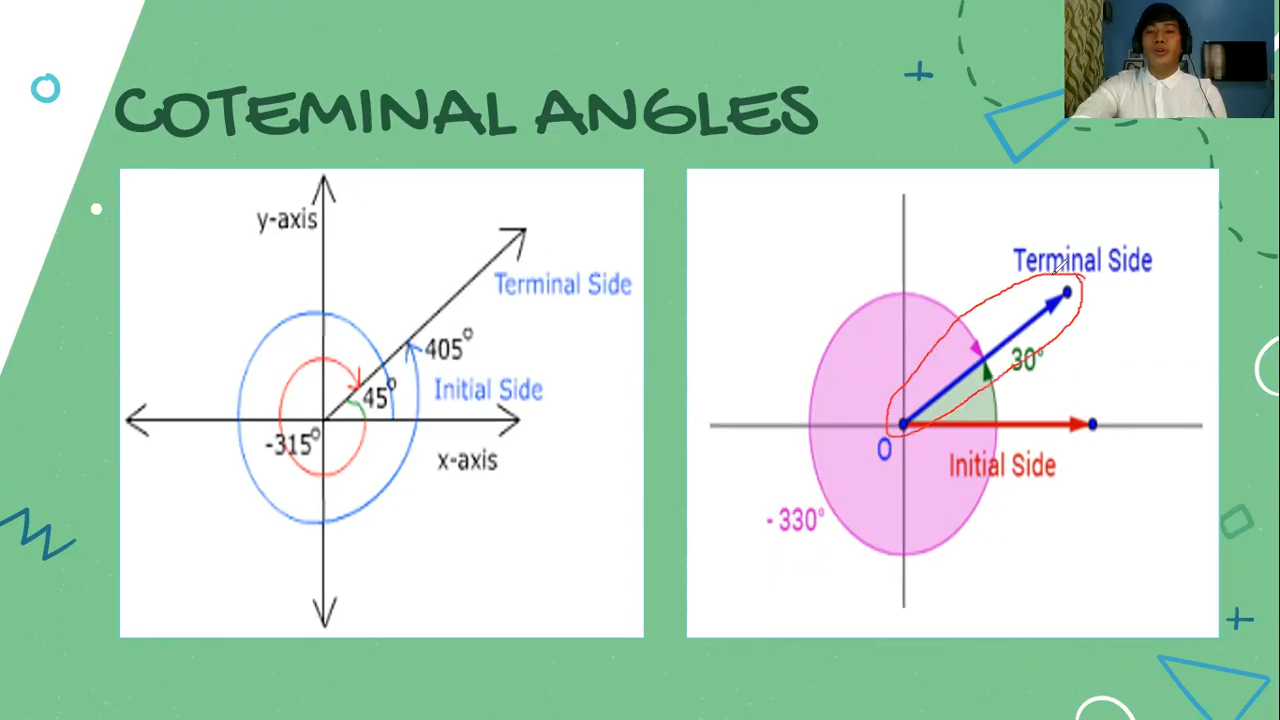 COTEMINAL ANGLES
y-axis
Terminal Side
405°
Initial Side
45°
-315°
x-axis
Terminal Side
30°
O
Initial Side
- 330°